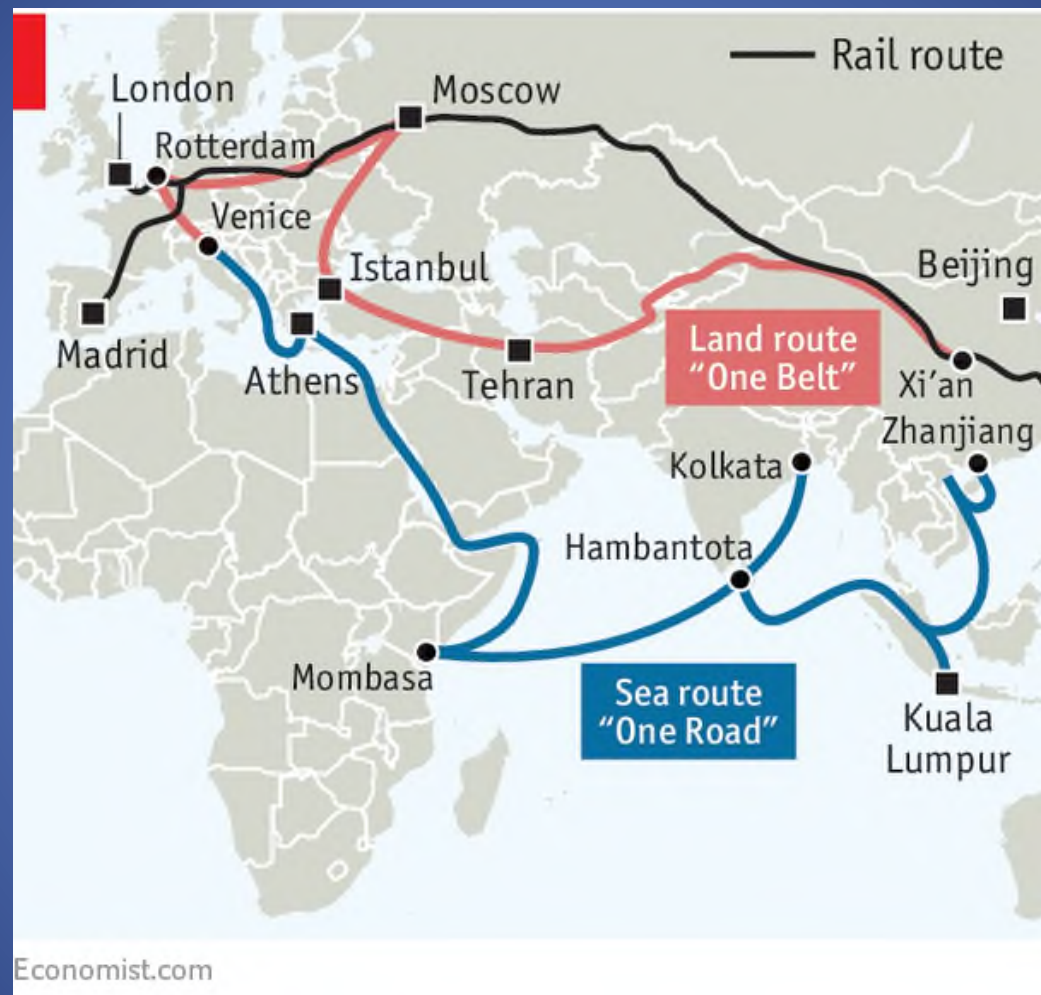 Rail route
London
Moscow
Rotterdam
Venice
Istanbul
Beijing
Madrid
Athens
Tehran
Land route
"One Belt"
Xi'an
Zhanjiang
Kolkata
Hambantota
Mombasa
Sea route
"One Road"
Kuala
Lumpur
Economist.com